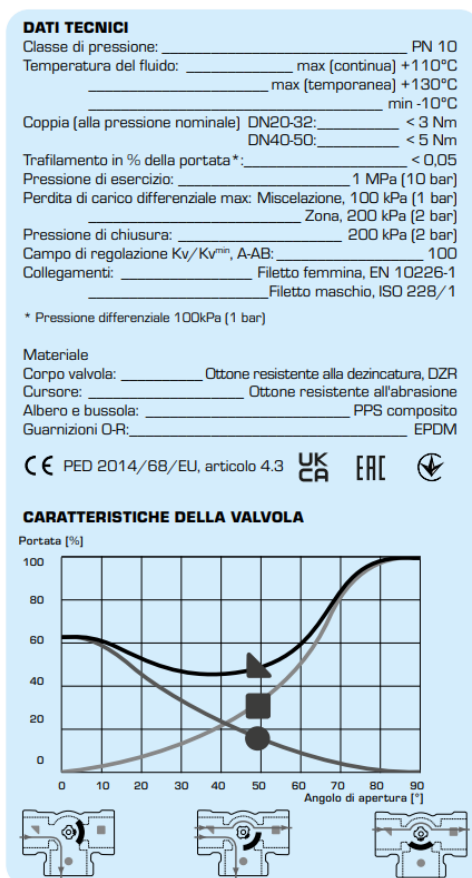 DATI TECNICI
Classe di pressione: PN 10
Temperatura del fluido: max (continua) +110°C
max (temporanea) +130°C
min -10°C
Coppia (alla pressione nominale) DN20-32: < 3 Nm
DN40-50: < 5 Nm
Trafilamento in % della portata*: < 0,05
Pressione di esercizio: 1 MPa (10 bar)
Perdita di carico differenziale max: Miscelazione, 100 kPa (1 bar)
Zona, 200 kPa (2 bar)
Pressione di chiusura: 200 kPa (2 bar)
Campo di regolazione Kv/Kvmin, A-AB: 100
Collegamenti: Filetto femmina, EN 10226-1
Filetto maschio, ISO 228/1
* Pressione differenziale 100kPa (1 bar)
Materiale
Corpo valvola: Ottone resistente alla dezincatura, DZR
Cursore: Ottone resistente all'abrasione
Albero e bussola: PPS composito
Guarnizioni O-R: EPDM
CE PED 2014/68/EU, articolo 4.3 UK CA EAC
CARATTERISTICHE DELLA VALVOLA
Portata [%]
100
80
60
40
20
0
0 10 20 30 40 50 60 70 80 90
Angolo di apertura [°]